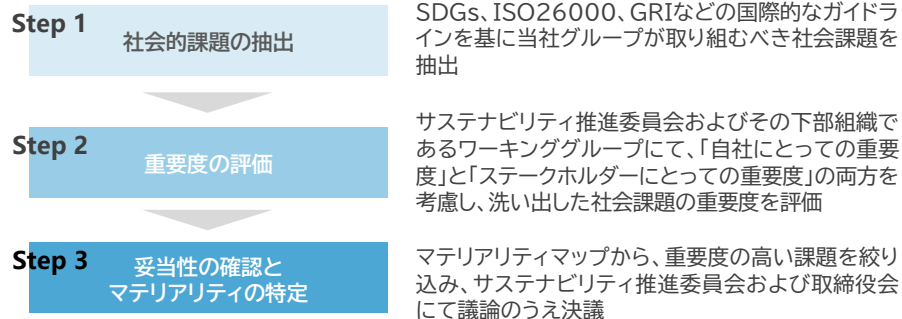 Step 1
社会的課題の抽出
SDGs、ISO26000、GRIなどの国際的なガイドラ
インを基に当社グループが取り組むべき社会課題を
抽出
Step 2
重要度の評価
サステナビリティ推進委員会およびその下部組織で
あるワーキンググループにて、「自社にとっての重要
度」と「ステークホルダーにとっての重要度」の両方を
考慮し、洗い出した社会課題の重要度を評価
Step 3
妥当性の確認と
マテリアリティの特定
マテリアリティマップから、重要度の高い課題を絞り
込み、サステナビリティ推進委員会および取締役会
にて議論のうえ決議